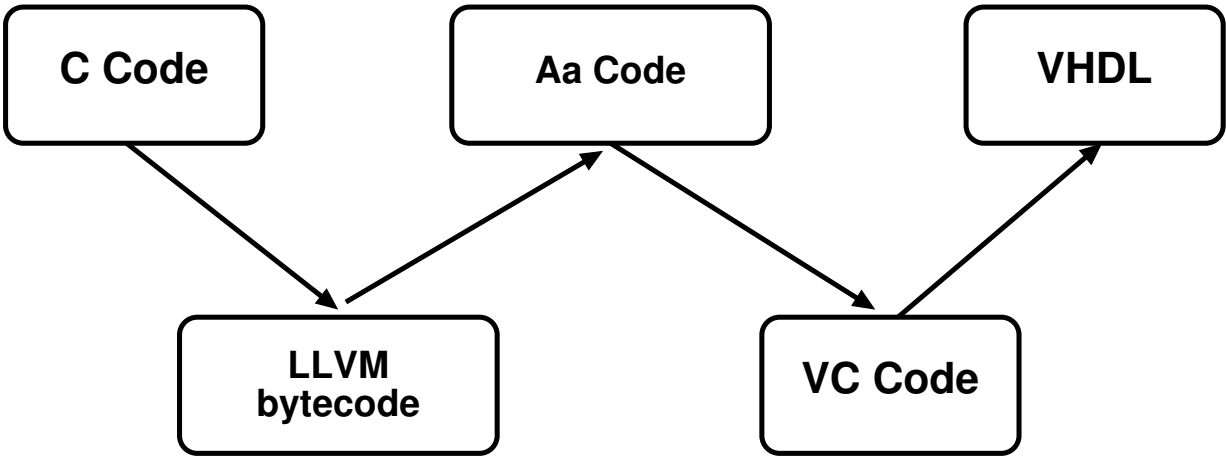 C Code
Aa Code
VHDL
LLVM
bytecode
VC Code